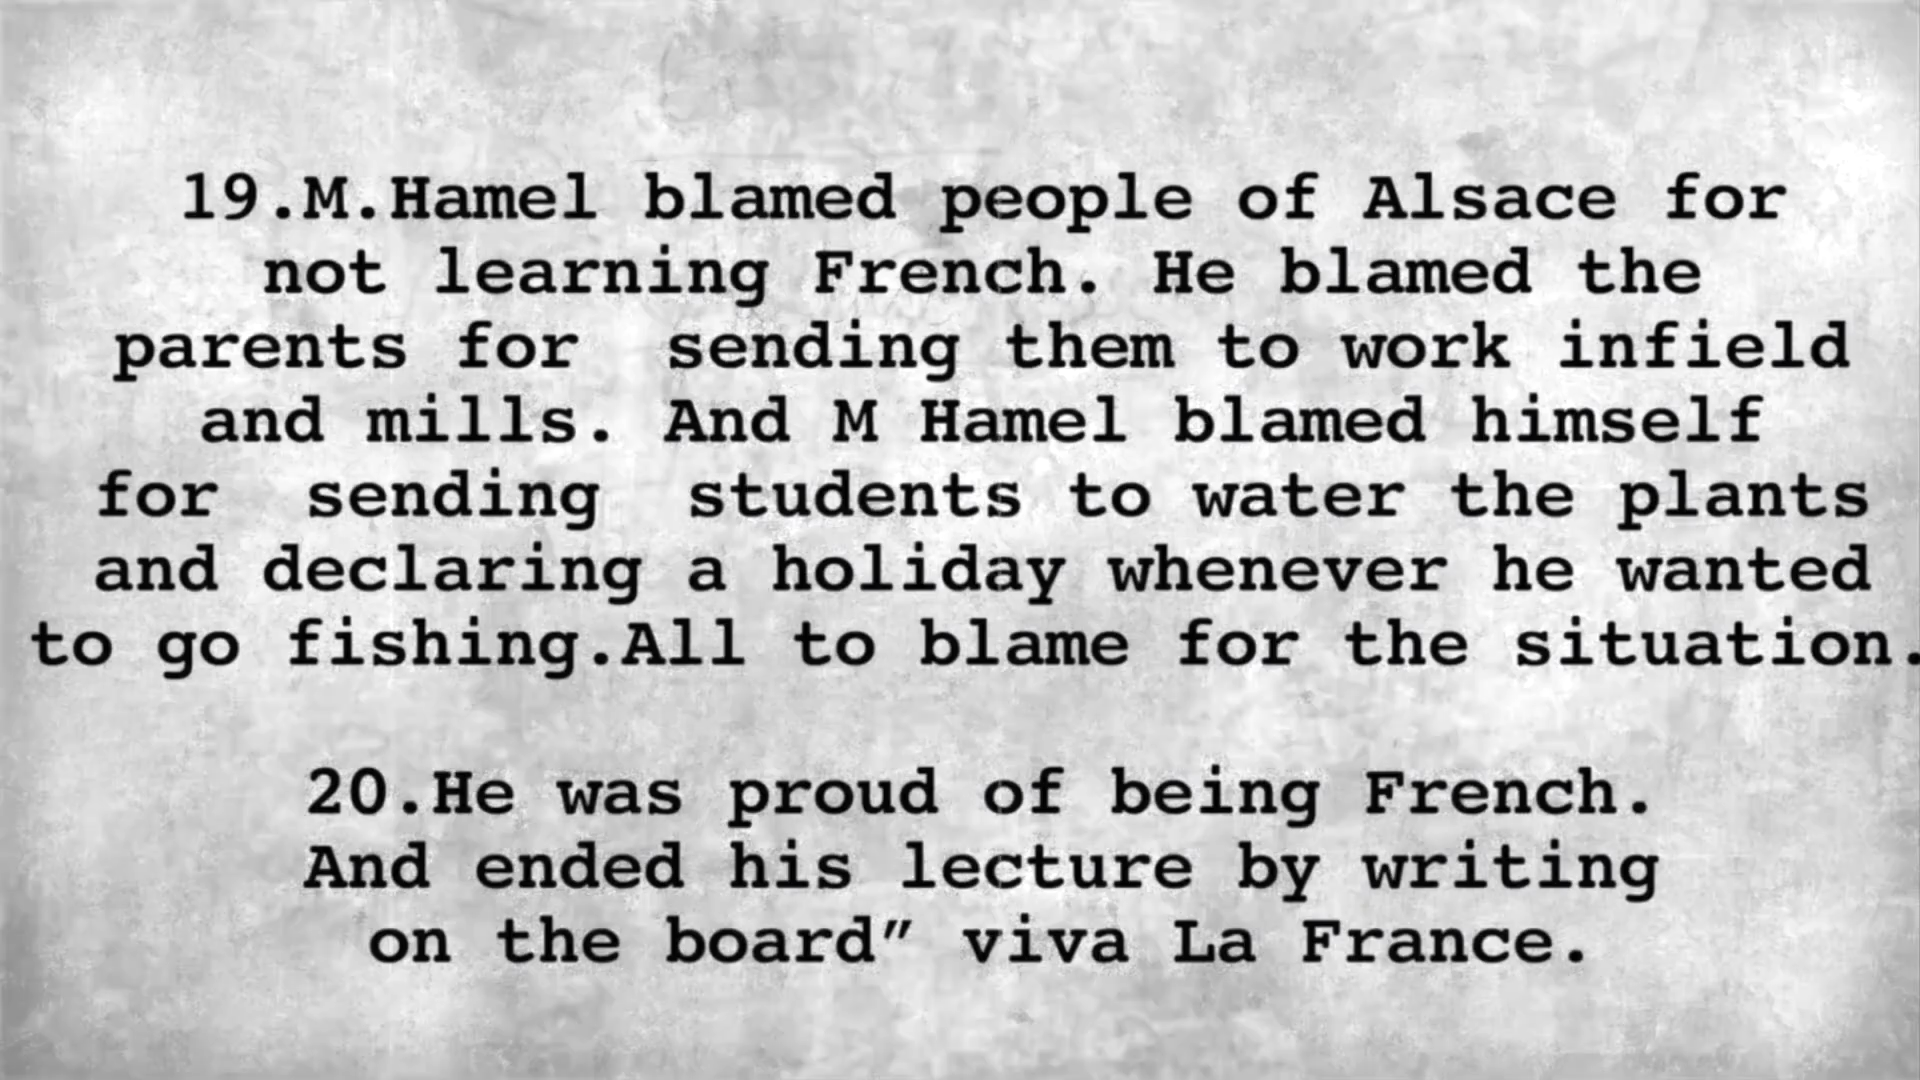 19.M.Hamel blamed people of Alsace for
not learning French. He blamed the
parents for  sending them to work infield
and mills. And M Hamel blamed himself
for  sending  students to water the plants
and declaring a holiday whenever he wanted
to go fishing.All to blame for the situation.
20.He was proud of being French.
And ended his lecture by writing
on the board" viva La France.